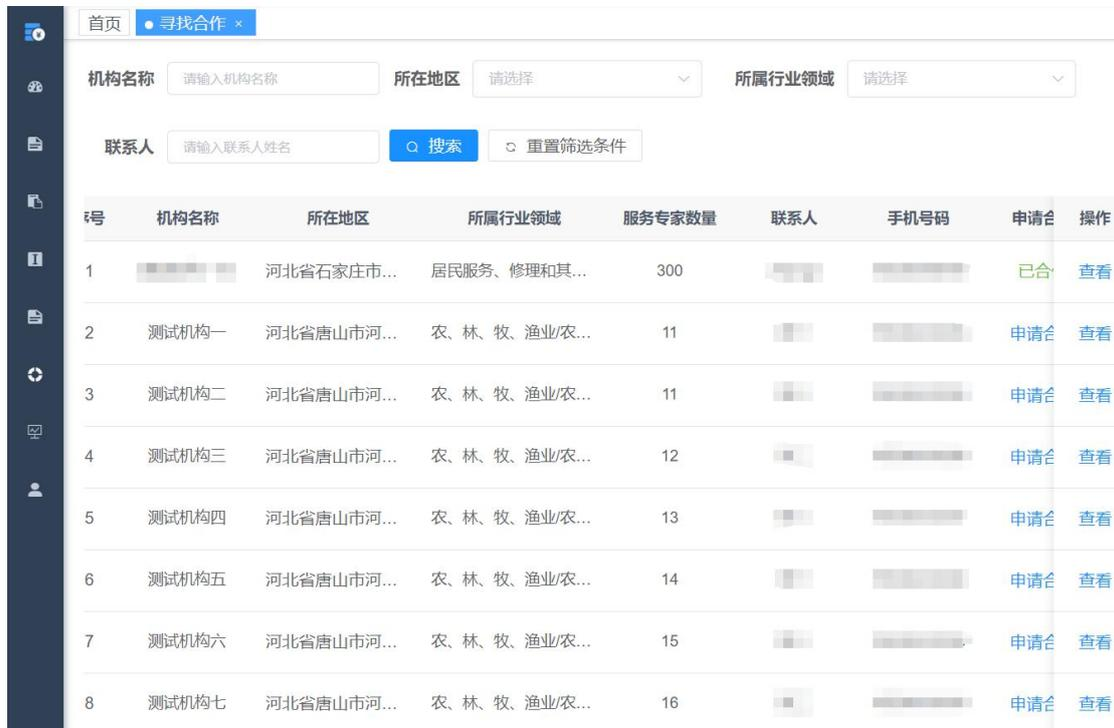 首页 寻找合作 ×
机构名称 请输入机构名称 所在地区 请选择 所属行业领域 请选择
联系人 请输入联系人姓名 搜索 重置筛选条件
序号 机构名称 所在地区 所属行业领域 服务专家数量 联系人 手机号码 申请合 操作
1 河北省石家庄市... 居民服务、修理和其... 300 已合 查看
2 测试机构一 河北省唐山市河... 农、林、牧、渔业/农... 11 申请合 查看
3 测试机构二 河北省唐山市河... 农、林、牧、渔业/农... 11 申请合 查看
4 测试机构三 河北省唐山市河... 农、林、牧、渔业/农... 12 申请合 查看
5 测试机构四 河北省唐山市河... 农、林、牧、渔业/农... 13 申请合 查看
6 测试机构五 河北省唐山市河... 农、林、牧、渔业/农... 14 申请合 查看
7 测试机构六 河北省唐山市河... 农、林、牧、渔业/农... 15 申请合 查看
8 测试机构七 河北省唐山市河... 农、林、牧、渔业/农... 16 申请合 查看